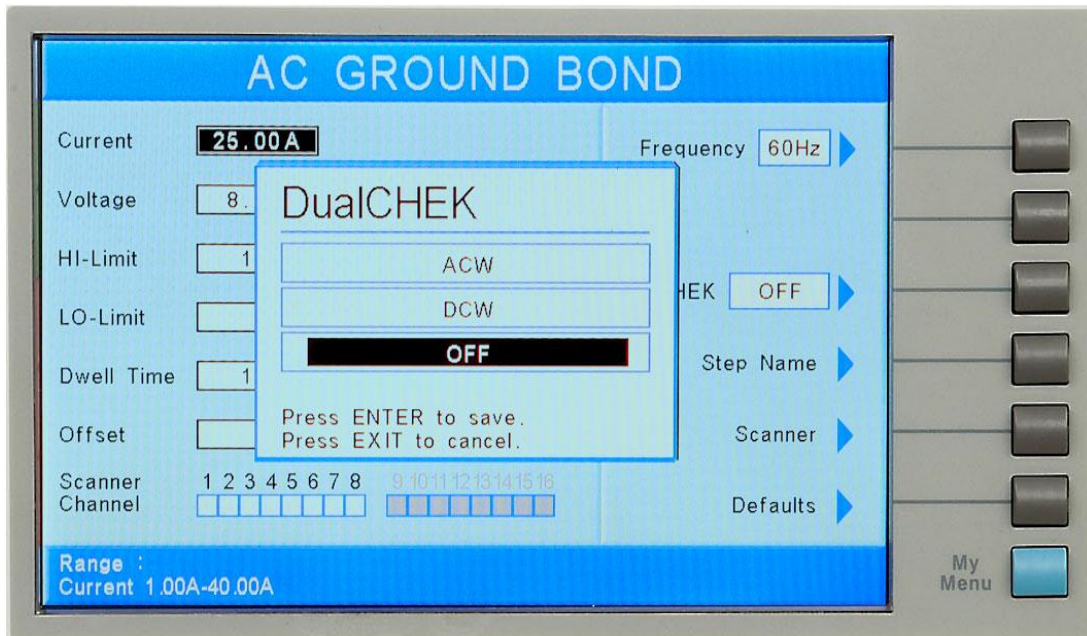 AC GROUND BOND
Current 25.00A
Frequency 60Hz
Voltage 8.
DualCHEK
HI-Limit 1
ACW
HEK OFF
DCW
LO-Limit
OFF
Step Name
Dwell Time 1
Press ENTER to save.
Offset
Press EXIT to cancel.
Scanner
Scanner 1 2 3 4 5 6 7 8 9 10 11 12 13 14 15 16
Channel
Defaults
Range :
Current 1.00A-40.00A
My
Menu